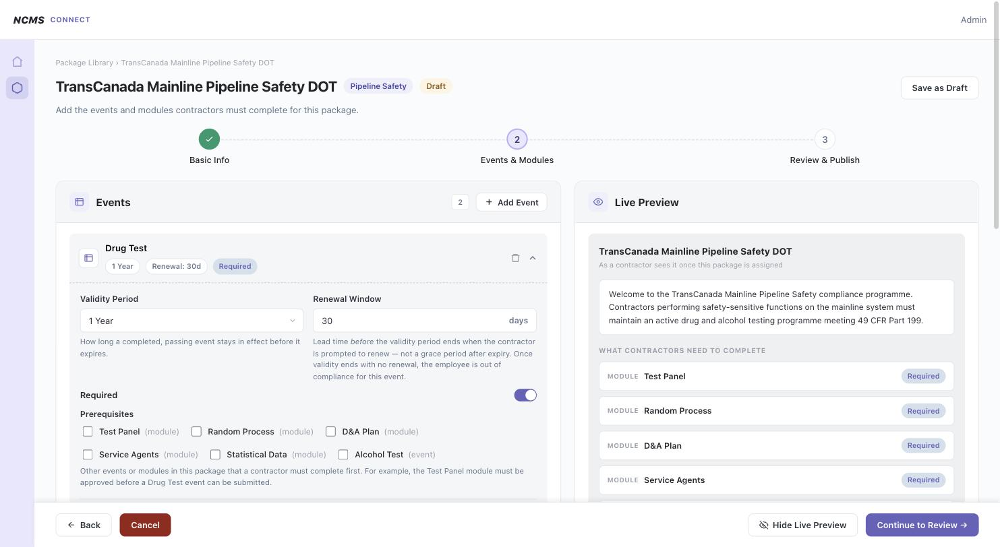 NCMS CONNECT
Admin
Package Library › TransCanada Mainline Pipeline Safety DOT
TransCanada Mainline Pipeline Safety DOT
Pipeline Safety
Draft
Save as Draft
Add the events and modules contractors must complete for this package.
2
3
Basic Info
Events & Modules
Review & Publish
Events
2
+ Add Event
Drug Test
1 Year
Renewal: 30d
Required
Validity Period
Renewal Window
1 Year
30
days
How long a completed, passing event stays in effect before it
expires.
Lead time before the validity period ends when the contractor
is prompted to renew — not a grace period after expiry. Once
validity ends with no renewal, the employee is out of
compliance for this event.
Required
Prerequisites
Test Panel (module)
Random Process (module)
D&A Plan (module)
Service Agents (module)
Statistical Data (module)
Alcohol Test (event)
Other events or modules in this package that a contractor must complete first. For example, the Test Panel module must be
approved before a Drug Test event can be submitted.
Live Preview
TransCanada Mainline Pipeline Safety DOT
As a contractor sees it once this package is assigned
Welcome to the TransCanada Mainline Pipeline Safety compliance programme.
Contractors performing safety-sensitive functions on the mainline system must
maintain an active drug and alcohol testing programme meeting 49 CFR Part 199.
WHAT CONTRACTORS NEED TO COMPLETE
MODULE Test Panel Required
MODULE Random Process Required
MODULE D&A Plan Required
MODULE Service Agents Required
← Back
Cancel
Hide Live Preview
Continue to Review →